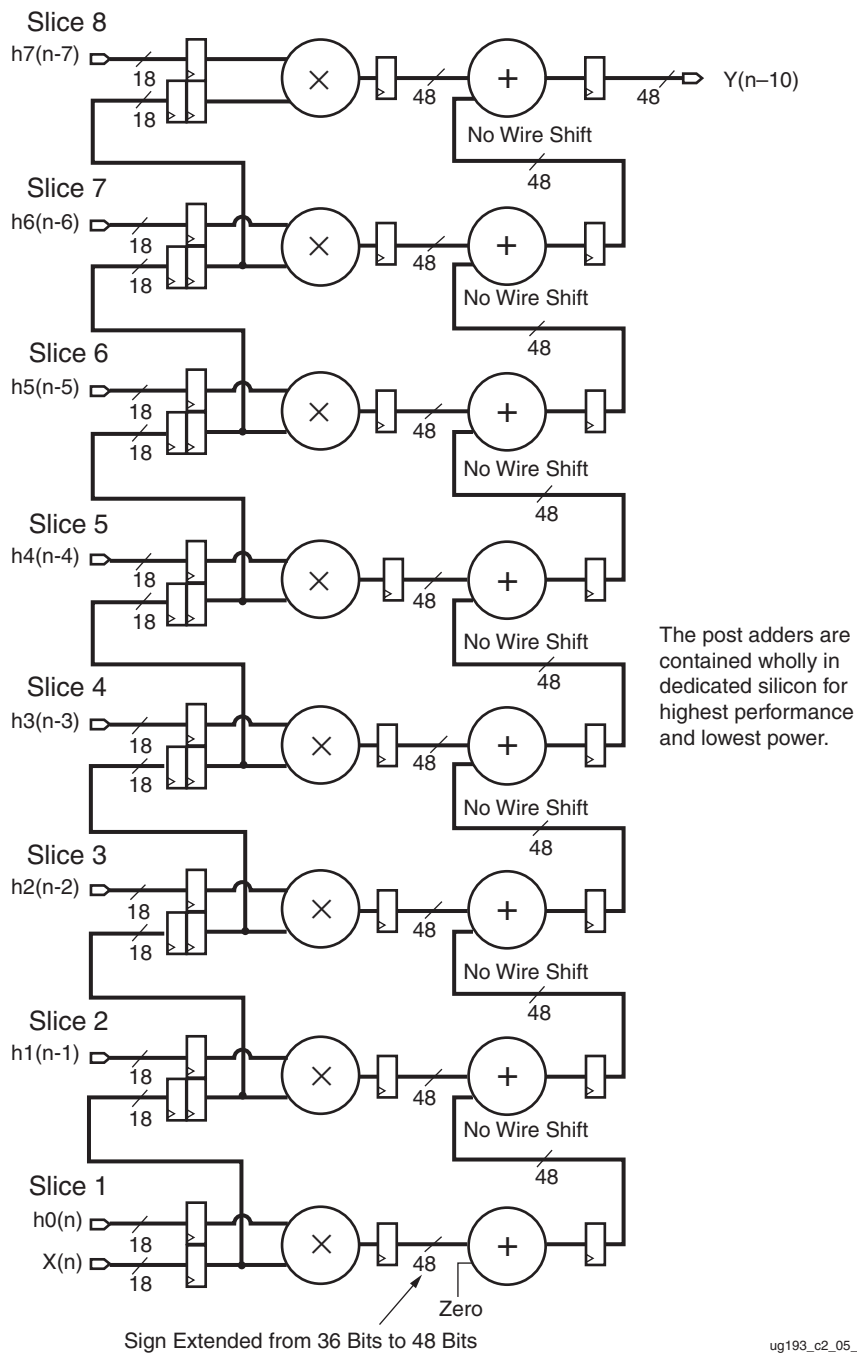 Slice 8
h7(n-7)
18
18
48
48
Y(n–10)
No Wire Shift
48
Slice 7
h6(n-6)
18
18
48
No Wire Shift
48
Slice 6
h5(n-5)
18
18
48
No Wire Shift
48
Slice 5
h4(n-4)
18
18
48
No Wire Shift
48
The post adders are
contained wholly in
dedicated silicon for
highest performance
and lowest power.
Slice 4
h3(n-3)
18
18
48
No Wire Shift
48
Slice 3
h2(n-2)
18
18
48
No Wire Shift
48
Slice 2
h1(n-1)
18
18
48
No Wire Shift
48
Slice 1
h0(n)
18
X(n)
18
48
Zero
Sign Extended from 36 Bits to 48 Bits
ug193_c2_05_